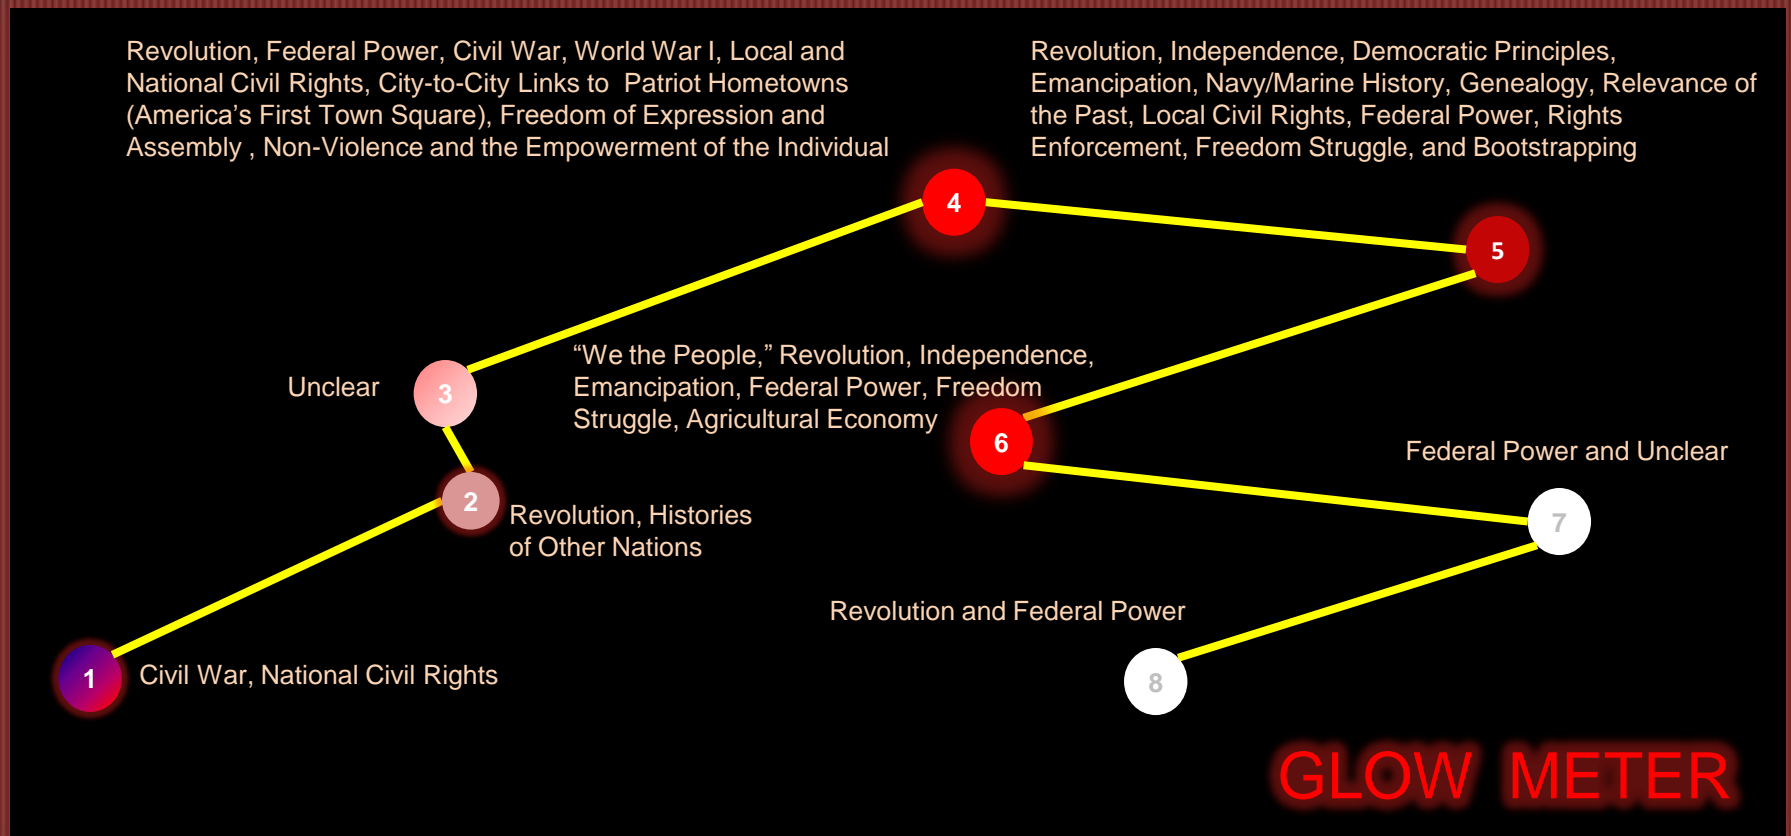 Revolution, Federal Power, Civil War, World War I, Local and
National Civil Rights, City-to-City Links to  Patriot Hometowns
(America’s First Town Square), Freedom of Expression and
Assembly , Non-Violence and the Empowerment of the Individual
Revolution, Independence, Democratic Principles,
Emancipation, Navy/Marine History, Genealogy, Relevance of
the Past, Local Civil Rights, Federal Power, Rights
Enforcement, Freedom Struggle, and Bootstrapping
4
5
Unclear
3
“We the People,” Revolution, Independence,
Emancipation, Federal Power, Freedom
Struggle, Agricultural Economy
6
Federal Power and Unclear
7
2
Revolution, Histories
of Other Nations
Revolution and Federal Power
8
1
Civil War, National Civil Rights
GLOW METER